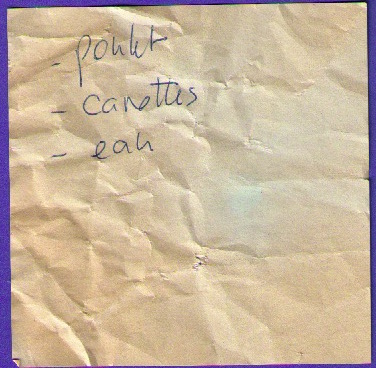 - poulet
- carottes
- eau